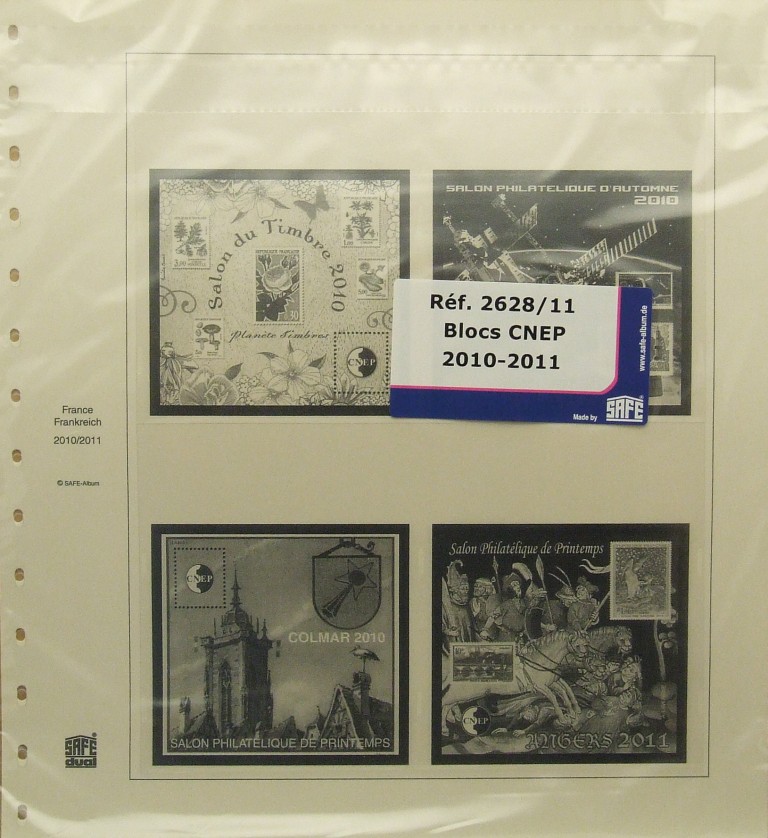 Salon du Timbre 2010
RÉPUBLIQUE FRANÇAISE
Planète Timbres
CNEP
SALON PHILATELIQUE D'AUTOMNE
2010
Réf. 2628/11
Blocs CNEP
2010-2011
www.safe-album.de
Made by
SAFE
France
Frankreich
2010/2011
© SAFE-Album
CNEP
COLMAR 2010
SALON PHILATELIQUE DE PRINTEMPS
Salon Philatélique de Printemps
CNEP
ANGERS 2011
SAFE
dual